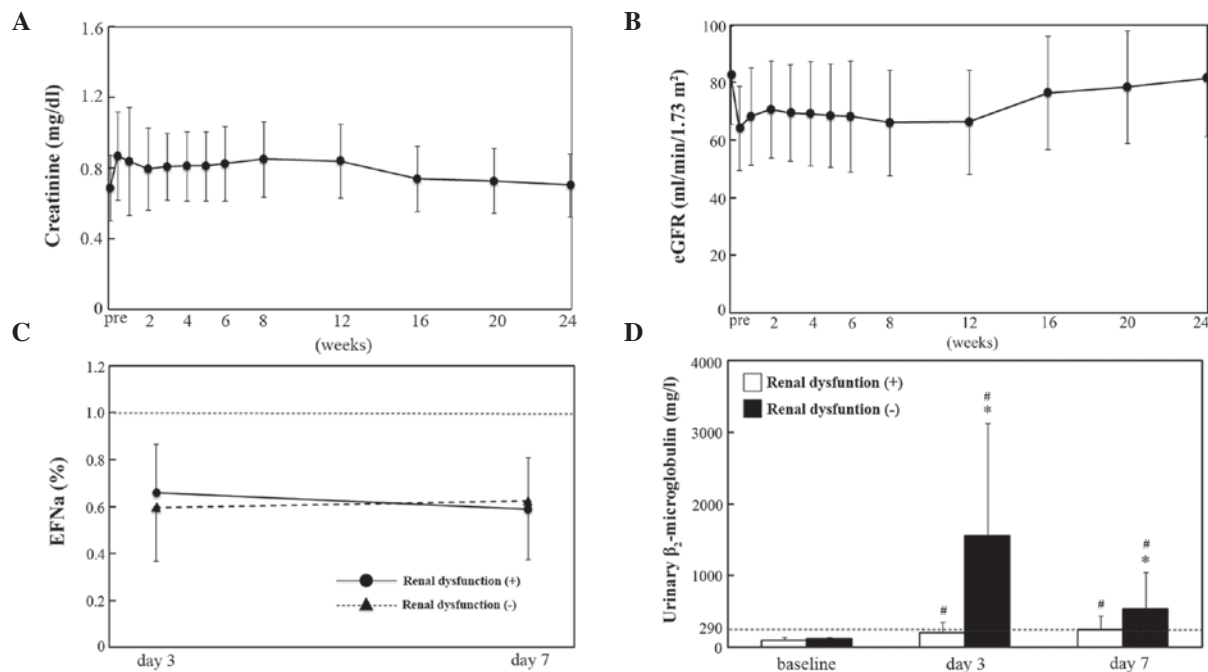 A
Creatinine (mg/dl)
1.6
1.2
0.8
0.4
0
pre 2 4 6 8 12 16 20 24
(weeks)
B
eGFR (ml/min/1.73 m²)
100
80
60
40
20
0
pre 2 4 6 8 12 16 20 24
(weeks)
C
EFNa (%)
1.2
1.0
0.8
0.6
0.4
0.2
0
Renal dysfunction (+)
Renal dysfunction (-)
day 3 day 7
D
Urinary β₂-microglobulin (mg/l)
4000
3000
2000
1000
290
0
Renal dysfuntion (+)
Renal dysfuntion (-)
#
#
*
#
#
*
baseline day 3 day 7